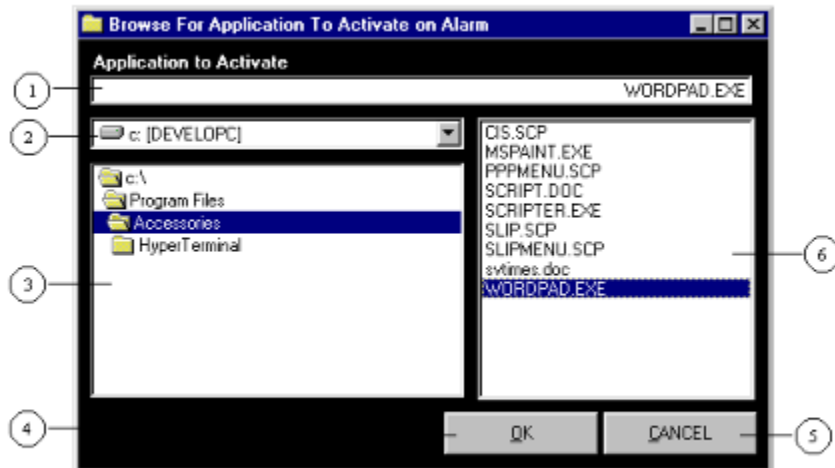 Browse For Application To Activate on Alarm
Application to Activate
1
WORDPAD.EXE
2
c: [DEVELOPC]
c:\
Program Files
Accessories
HyperTerminal
3
CIS.SCP
MSPAINT.EXE
PPPMENU.SCP
SCRIPT.DOC
SCRIPTER.EXE
SLIP.SCP
SLIPMENU.SCP
svtimes.doc
WORDPAD.EXE
6
4
OK
CANCEL
5